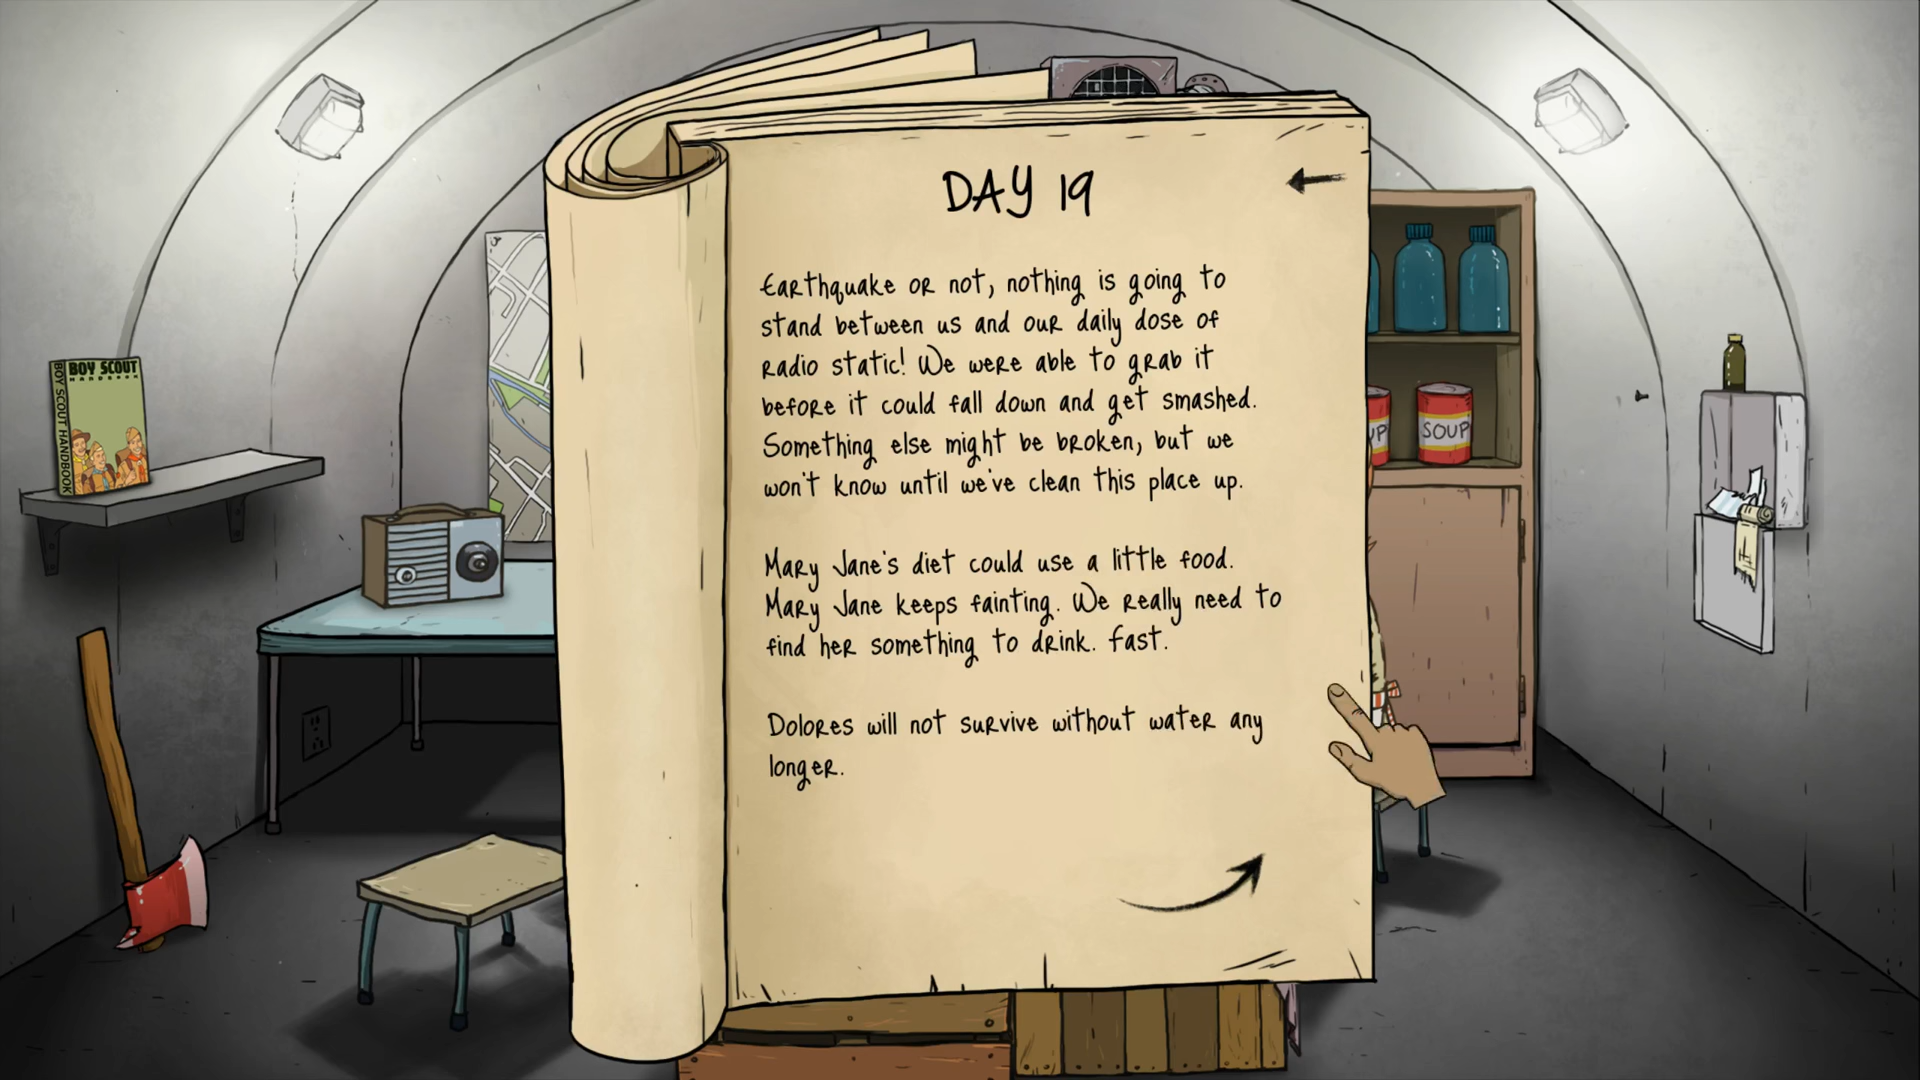 DAY 19
Earthquake or not, nothing is going to
stand between us and our daily dose of
radio static! We were able to grab it
before it could fall down and get smashed.
Something else might be broken, but we
won't know until we've clean this place up.
Mary Jane's diet could use a little food.
Mary Jane keeps fainting. We really need to
find her something to drink. Fast.
Dolores will not survive without water any
longer.
BOY SCOUT
HANDBOOK
BOY SCOUT HANDBOOK
UP
SOUP